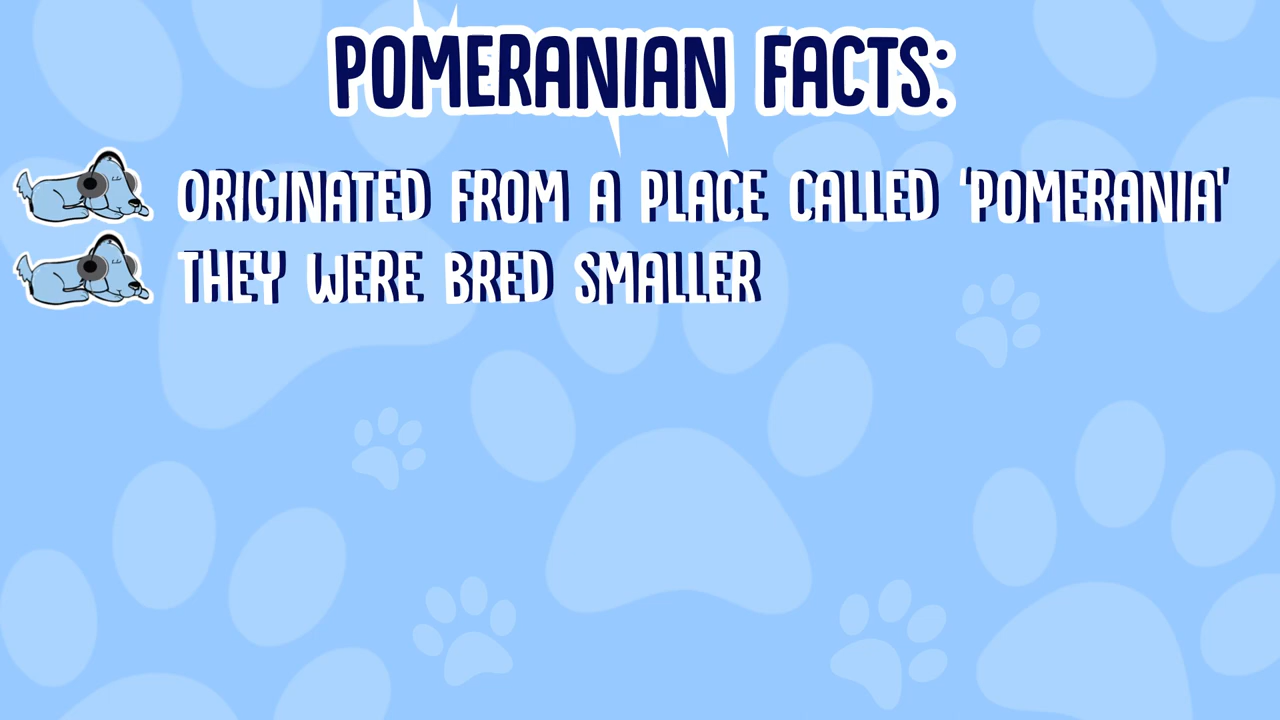 POMERANIAN FACTS:
ORIGINATED FROM A PLACE CALLED 'POMERANIA'
THEY WERE BRED SMALLER